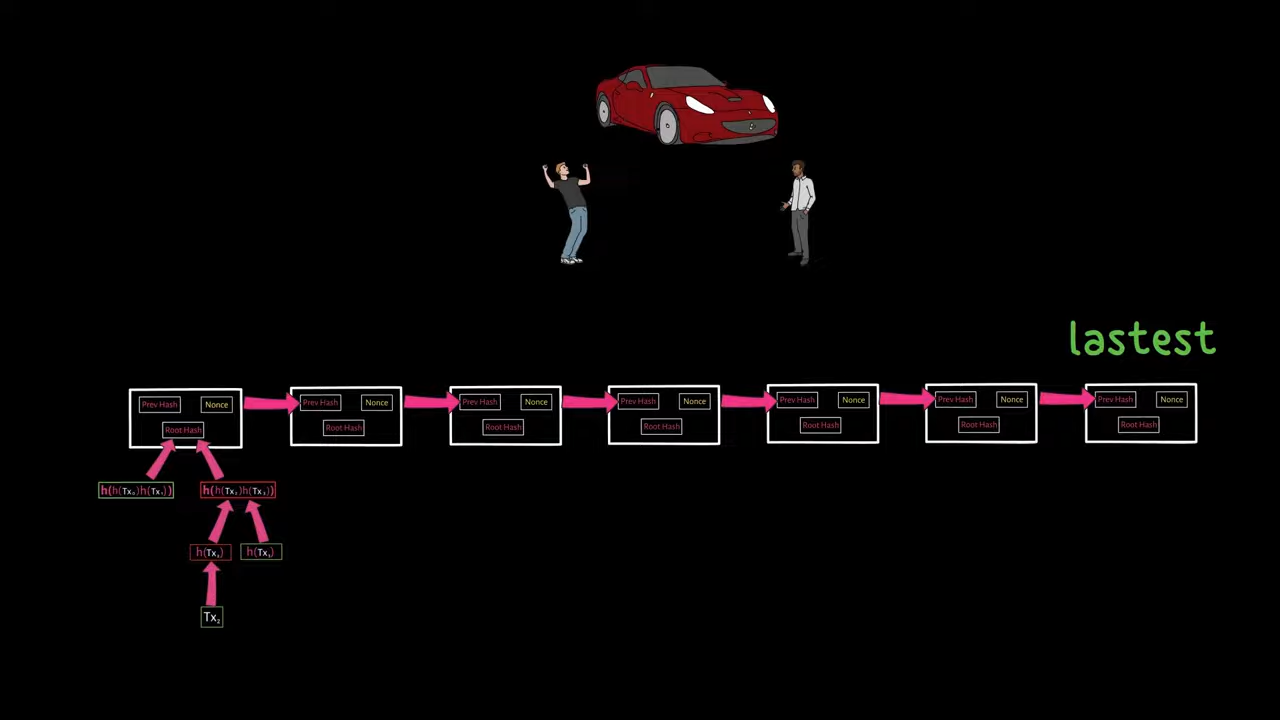 lastest
Prev Hash Nonce Prev Hash Nonce Prev Hash Nonce Prev Hash Nonce Prev Hash Nonce Prev Hash Nonce Prev Hash Nonce
Root Hash Root Hash Root Hash Root Hash Root Hash Root Hash Root Hash
h(h(Tx₀)h(Tx₁)) h(h(Tx₂)h(Tx₃))
h(Tx₂) h(Tx₃)
Tx₂